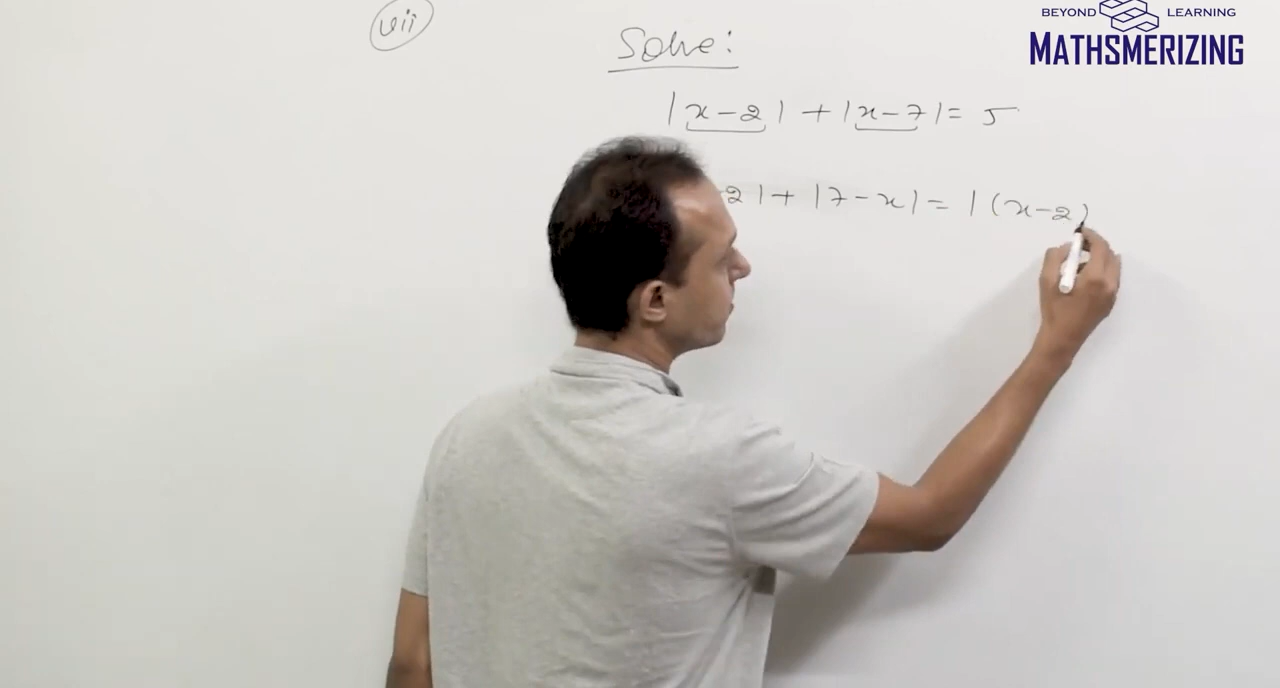 vii
BEYOND LEARNING
MATHSMERIZING
Solve:
|x-2| + |x-7| = 5
-2| + |7-x| = |(x-2)